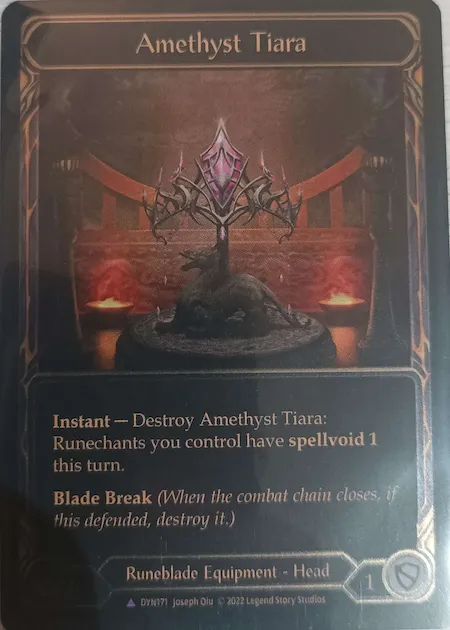 Amethyst Tiara
Instant — Destroy Amethyst Tiara:
Runechants you control have spellvoid 1
this turn.
Blade Break (When the combat chain closes, if
this defended, destroy it.)
Runeblade Equipment - Head
1
DYN171 Joseph Qiu © 2022 Legend Story Studios